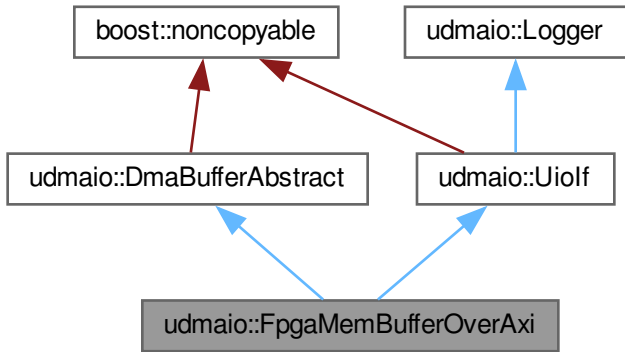 boost::noncopyable
udmaio::Logger
udmaio::DmaBufferAbstract
udmaio::UioIf
udmaio::FpgaMemBufferOverAxi